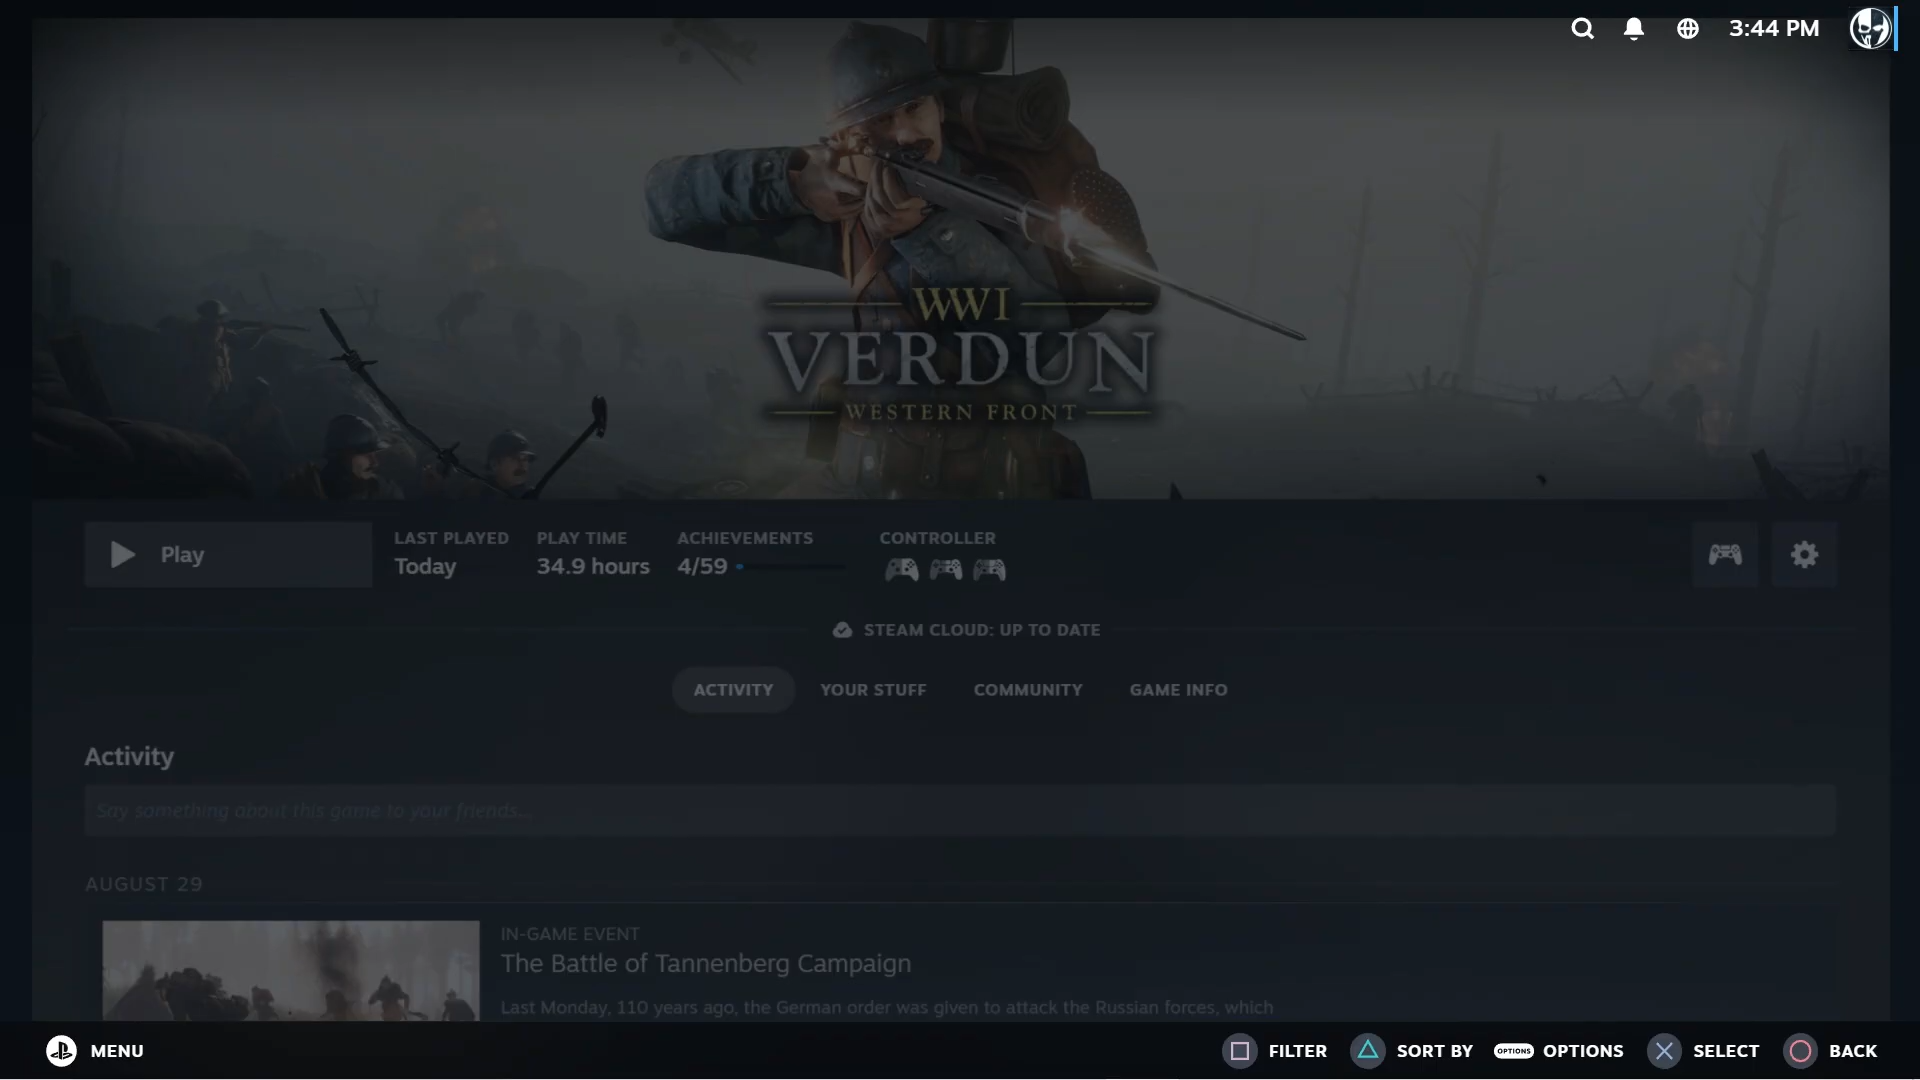 3:44 PM
WWI
VERDUN
WESTERN FRONT
Play
LAST PLAYED
Today
PLAY TIME
34.9 hours
ACHIEVEMENTS
4/59
CONTROLLER
STEAM CLOUD: UP TO DATE
ACTIVITY YOUR STUFF COMMUNITY GAME INFO
Activity
Say something about this game to your friends...
AUGUST 29
IN-GAME EVENT
The Battle of Tannenberg Campaign
Last Monday, 110 years ago, the German order was given to attack the Russian forces, which
MENU
FILTER SORT BY OPTIONS OPTIONS SELECT BACK